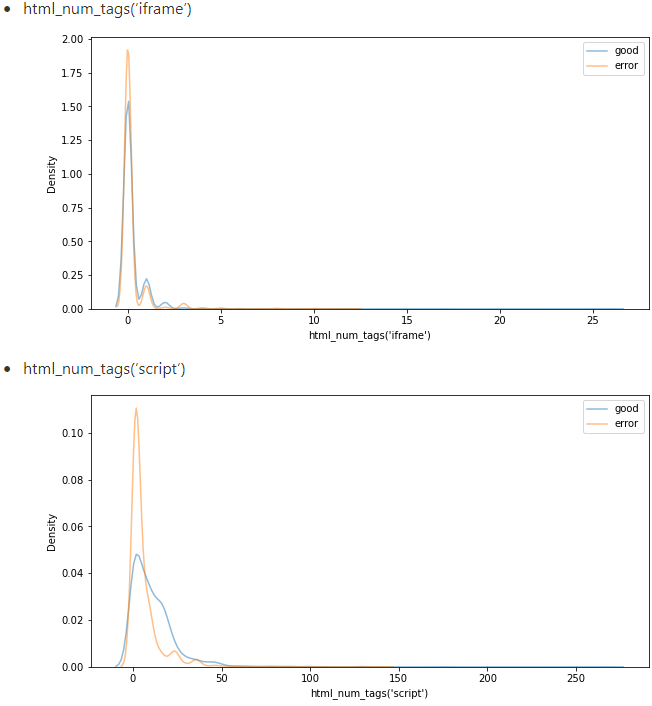 • html_num_tags(‘iframe’)
2.00
1.75
1.50
1.25
1.00
0.75
0.50
0.25
0.00
Density
good
error
0
5
10
15
20
25
html_num_tags('iframe')
• html_num_tags(‘script’)
0.10
0.08
0.06
0.04
0.02
0.00
Density
good
error
0
50
100
150
200
250
html_num_tags('script')